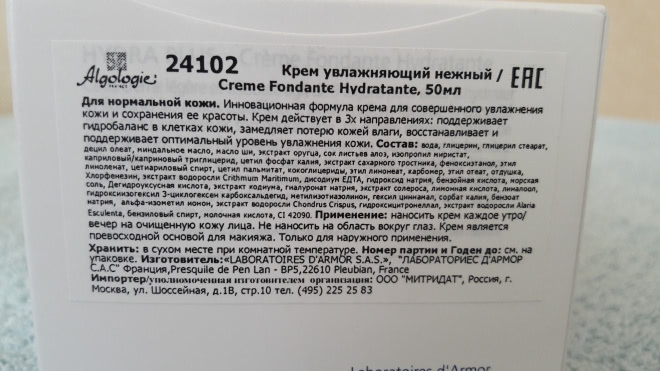 Algologie
24102
Крем увлажняющий нежный /
Creme Fondante Hydratante, 50мл
EAC
Для нормальной кожи. Инновационная формула крема для совершенного увлажнения
кожи и сохранения ее красоты. Крем действует в 3х направлениях: поддерживает
гидробаланс в клетках кожи, замедляет потерю кожей влаги, восстанавливает и
поддерживает оптимальный уровень увлажнения кожи. Состав: вода, глицерин, глицерил стеарат,
децил олеат, миндальное масло, масло ши, экстракт огурца, сок листьев алоэ, изопропил миристат,
каприловый/каприновый триглицерид, цетил фосфат калия, экстракт сахарного тростника, феноксэтанол, этил
линоленат, цетиариловый спирт, цетил пальмитат, кокоглицериды, этил линоеат, карбомер, этил олеат, отдушка,
Хлорфенезин, экстракт водоросли Crithmum Maritimum, дисодиум ЕДТА, гидроксид натрия, бензойная кислота, морская
соль, Дегидроуксусная кислота, экстракт кодиума, гиалуронат натрия, экстракт солероса, лимонная кислота, линалоол,
гидроксиизогексил 3-циклогексен карбоксальдегид, метилизотиазолинон, гексил циннамал, сорбат калия, бензоат
натрия, альфа-изометил ионон, экстракт водоросли Chondrus Crispus, гидроксицитронеллал, экстракт водоросли Alaria
Esculenta, бензиловый спирт, молочная кислота, CI 42090. Применение: наносить крем каждое утро/
вечер на очищенную кожу лица. Не наносить на область вокруг глаз. Крем является
превосходной основой для макияжа. Только для наружного применения.
Хранить: в сухом месте при комнатной температуре. Номер партии и Годен до: см. на
упаковке. Изготовитель:«LABORATOIRES D'ARMOR S.A.S.», "ЛАБОРАТОРИЕС Д'АРМОР
С.А.С" Франция,Presquile de Pen Lan - BP5,22610 Pleubian, France
Импортер/уполномоченная изготовителем организация: ООО "МИТРИДАТ", Россия, г.
Москва, ул. Шоссейная, д.1В, стр.10 тел. (495) 225 25 83
Laboratoires d'Armor